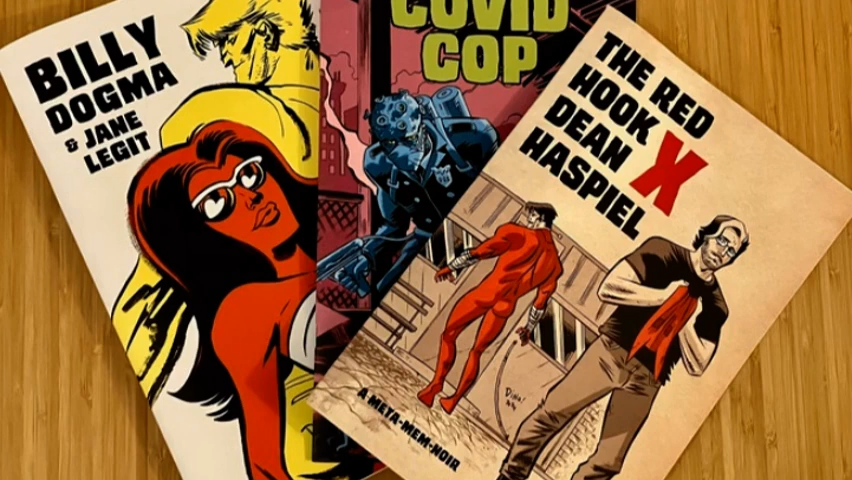 BILLY
DOGMA
& JANE
LEGIT
COVID
COP
THE RED
HOOK X
DEAN
HASPIEL
A META-MEM-NOIR